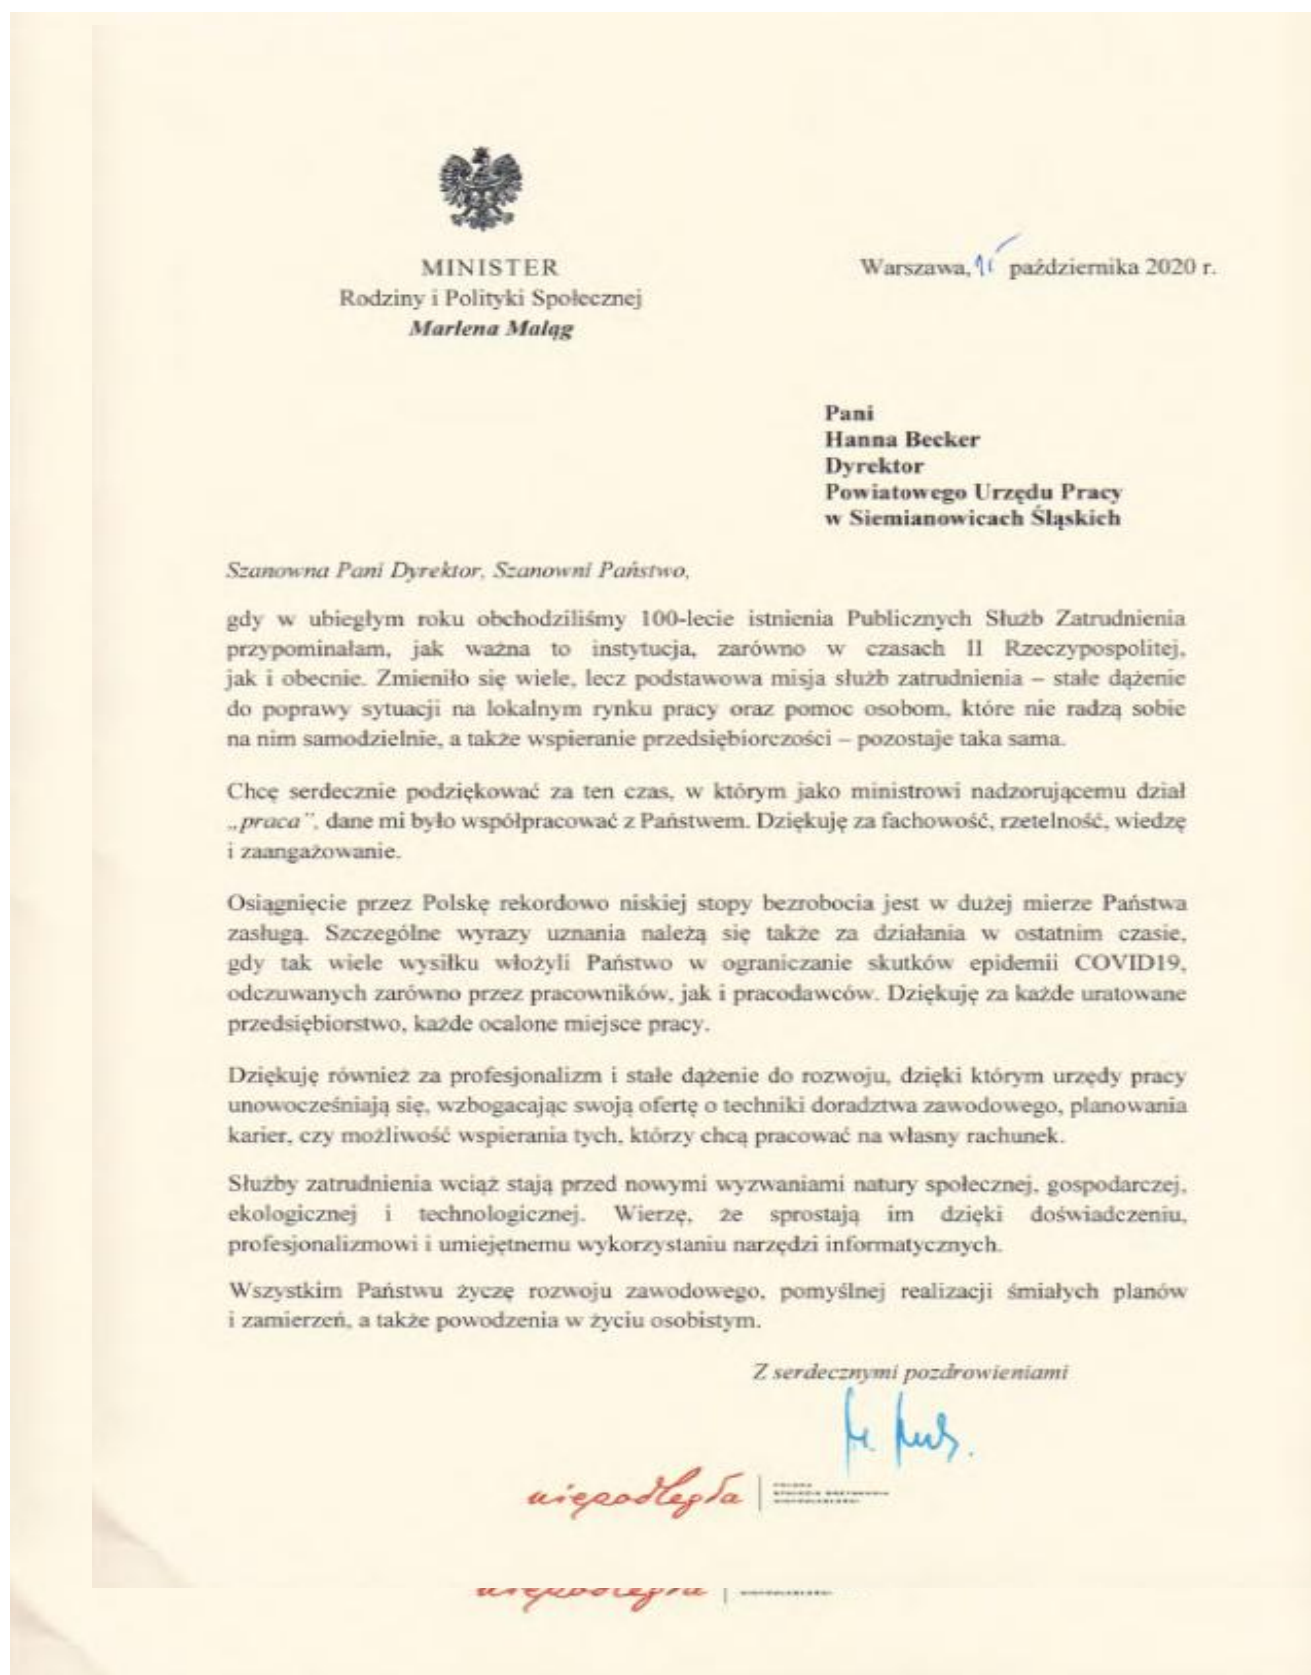 MINISTER
Rodziny i Polityki Społecznej
Marlena Maląg
Warszawa, 15 października 2020 r.
Pani
Hanna Becker
Dyrektor
Powiatowego Urzędu Pracy
w Siemianowicach Śląskich
Szanowna Pani Dyrektor, Szanowni Państwo,
gdy w ubiegłym roku obchodziliśmy 100-lecie istnienia Publicznych Służb Zatrudnienia
przypominałam, jak ważna to instytucja, zarówno w czasach II Rzeczypospolitej,
jak i obecnie. Zmieniło się wiele, lecz podstawowa misja służb zatrudnienia – stałe dążenie
do poprawy sytuacji na lokalnym rynku pracy oraz pomoc osobom, które nie radzą sobie
na nim samodzielnie, a także wspieranie przedsiębiorczości – pozostaje taka sama.
Chcę serdecznie podziękować za ten czas, w którym jako ministrowi nadzorującemu dział
„praca”, dane mi było współpracować z Państwem. Dziękuję za fachowość, rzetelność, wiedzę
i zaangażowanie.
Osiągnięcie przez Polskę rekordowo niskiej stopy bezrobocia jest w dużej mierze Państwa
zasługą. Szczególne wyrazy uznania należą się także za działania w ostatnim czasie,
gdy tak wiele wysiłku włożyli Państwo w ograniczanie skutków epidemii COVID19,
odczuwanych zarówno przez pracowników, jak i pracodawców. Dziękuję za każde uratowane
przedsiębiorstwo, każde ocalone miejsce pracy.
Dziękuję również za profesjonalizm i stałe dążenie do rozwoju, dzięki którym urzędy pracy
unowocześniają się, wzbogacając swoją ofertę o techniki doradztwa zawodowego, planowania
karier, czy możliwość wspierania tych, którzy chcą pracować na własny rachunek.
Służby zatrudnienia wciąż stają przed nowymi wyzwaniami natury społecznej, gospodarczej,
ekologicznej i technologicznej. Wierzę, że sprostają im dzięki doświadczeniu,
profesjonalizmowi i umiejętnemu wykorzystaniu narzędzi informatycznych.
Wszystkim Państwu życzę rozwoju zawodowego, pomyślnej realizacji śmiałych planów
i zamierzeń, a także powodzenia w życiu osobistym.
Z serdecznymi pozdrowieniami
niepodległa
niepodległa